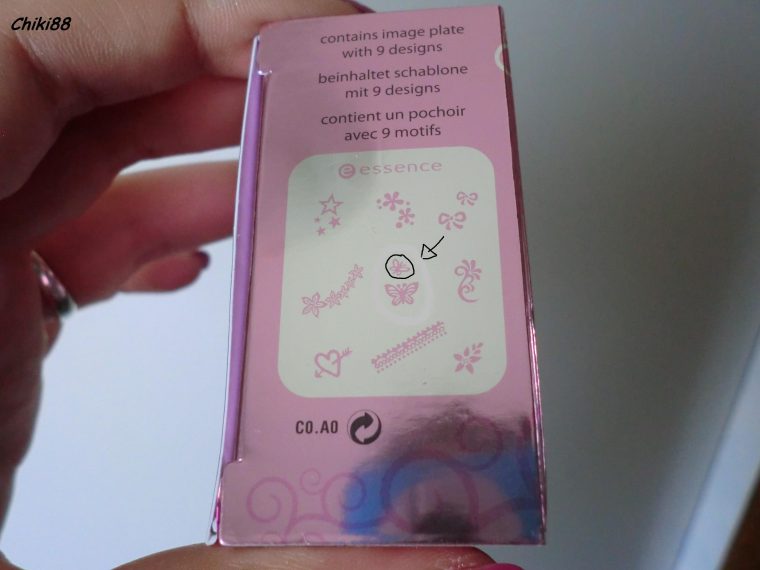 Chiki88
contains image plate
with 9 designs
beinhaltet schablone
mit 9 designs
contient un pochoir
avec 9 motifs
essence
C0.A0